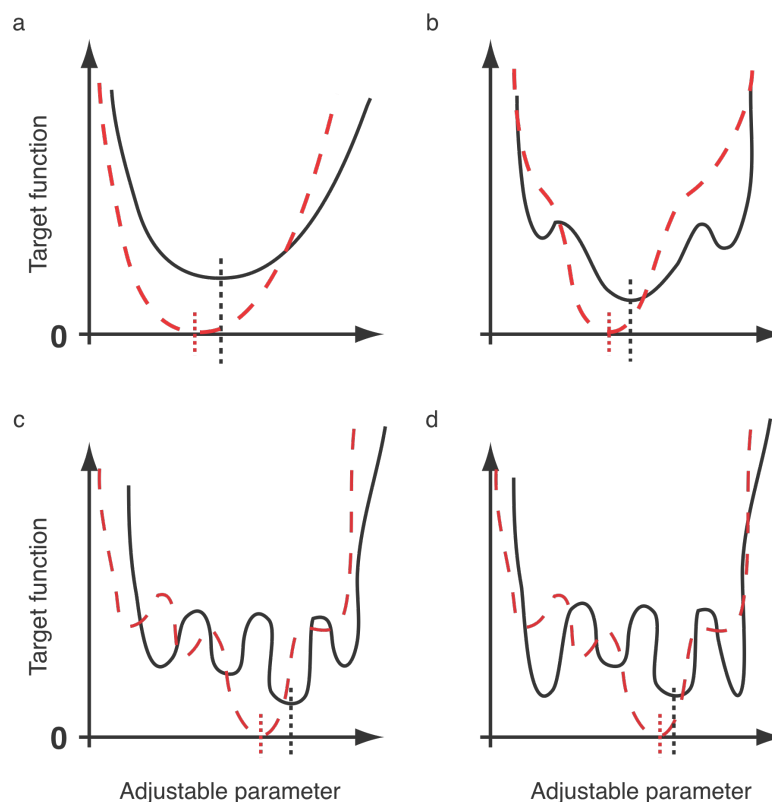 a
b
Target function
0
c
d
Target function
0
Adjustable parameter
Adjustable parameter